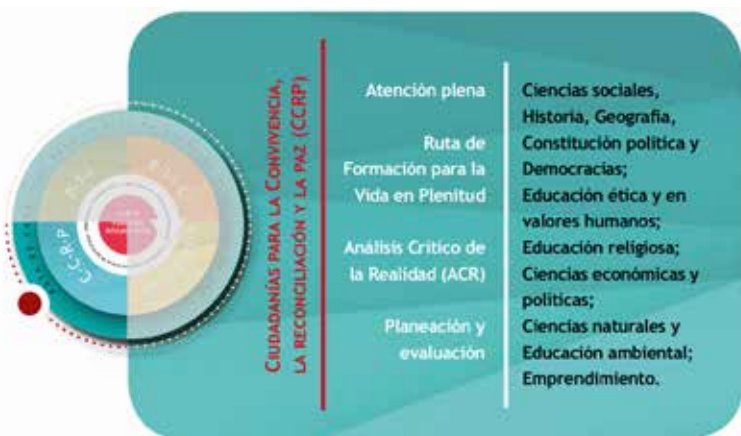 CIUDADANÍAS PARA LA CONVIVENCIA,
LA RECONCILIACIÓN Y LA PAZ (CCRP)
Atención plena
Ruta de
Formación para la
Vida en Plenitud
Análisis Crítico de
la Realidad (ACR)
Planeación y
evaluación
Ciencias sociales,
Historia, Geografía,
Constitución política y
Democracias;
Educación ética y en
valores humanos;
Educación religiosa;
Ciencias económicas y
políticas;
Ciencias naturales y
Educación ambiental;
Emprendimiento.
C.C.R.P